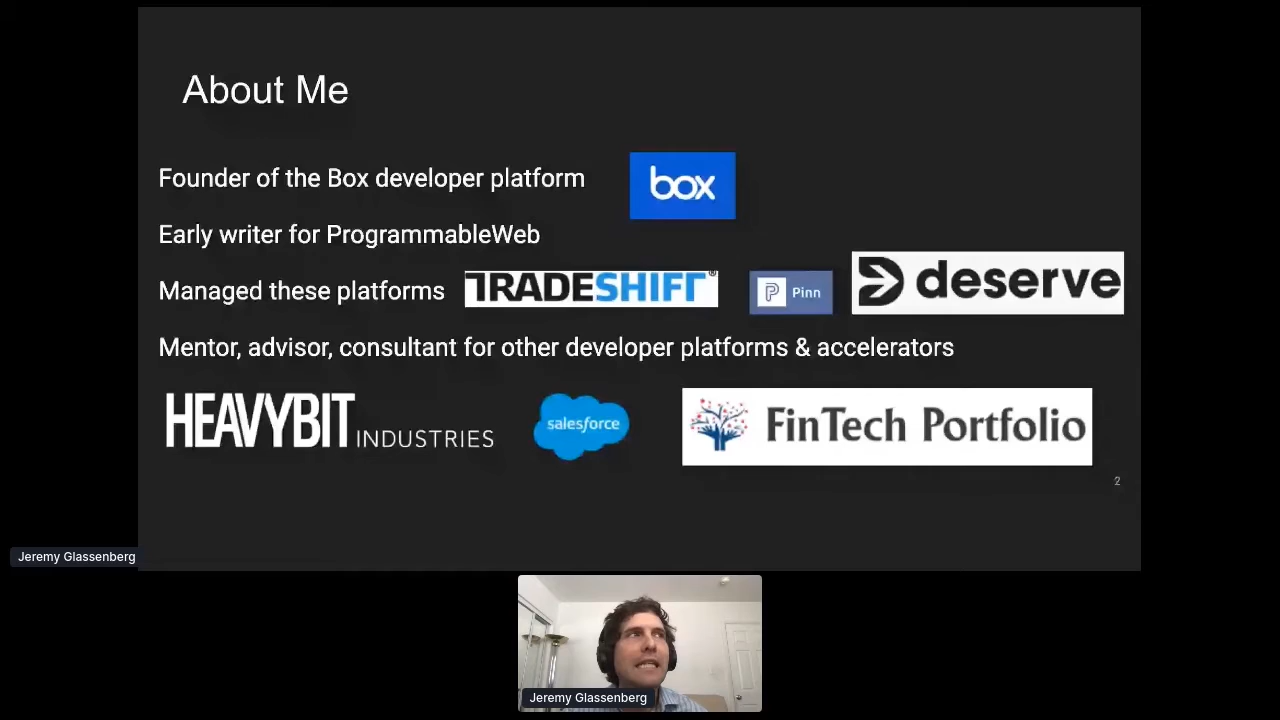 About Me
Founder of the Box developer platform
box
Early writer for ProgrammableWeb
Managed these platforms
TRADESHIFT®
P Pinn
deserve
Mentor, advisor, consultant for other developer platforms & accelerators
HEAVYBIT INDUSTRIES
salesforce
FinTech Portfolio
2
Jeremy Glassenberg
Jeremy Glassenberg